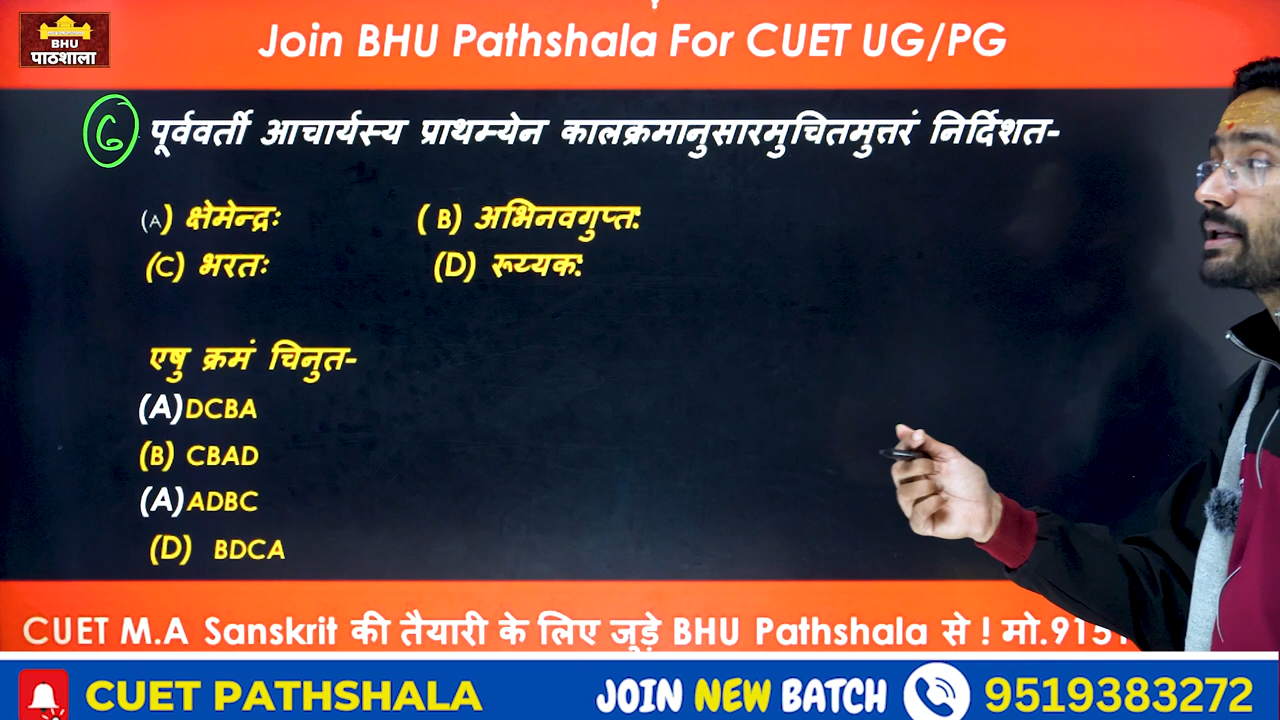 BHU
पाठशाला
Join BHU Pathshala For CUET UG/PG
6 पूर्ववर्ती आचार्यस्य प्राथम्येन कालक्रमानुसारमुचितमुत्तरं निर्दिशत-
(A) क्षेमेन्द्रः ( B) अभिनवगुप्त:
(C) भरतः (D) रूय्यक:
एषु क्रमं चिनुत-
(A)DCBA
(B) CBAD
(A)ADBC
(D) BDCA
CUET M.A Sanskrit की तैयारी के लिए जूड़े BHU Pathshala से ! मो.9151
CUET PATHSHALA JOIN NEW BATCH 9519383272